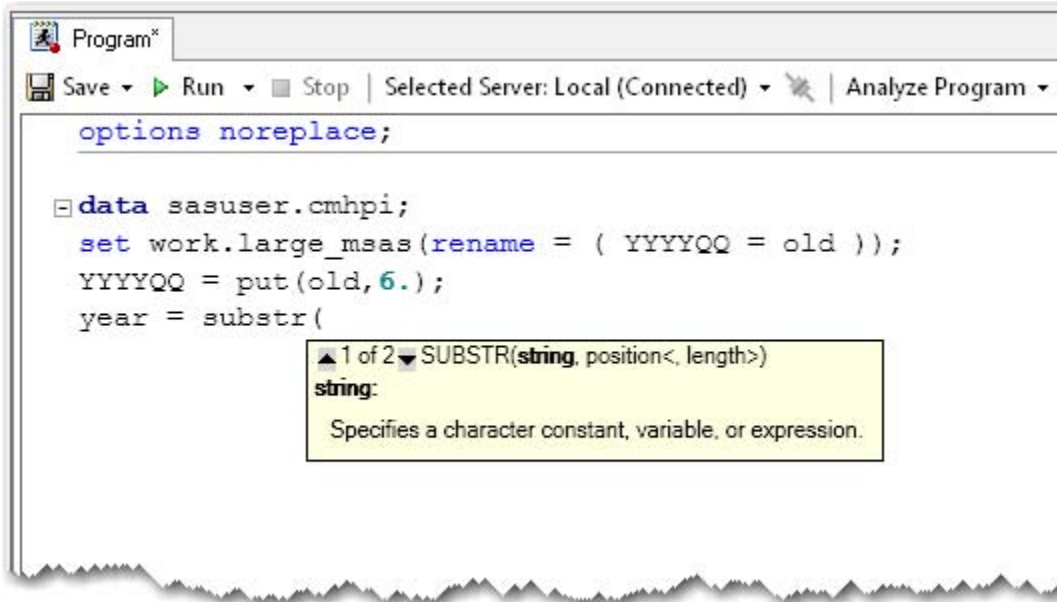 Program*
Save Run Stop | Selected Server: Local (Connected) | Analyze Program
options noreplace;
data sasuser.cmhpi;
set work.large_msas(rename = ( YYYYQQ = old ));
YYYYQQ = put(old,6.);
year = substr(
1 of 2 SUBSTR(string, position<, length>)
string:
Specifies a character constant, variable, or expression.